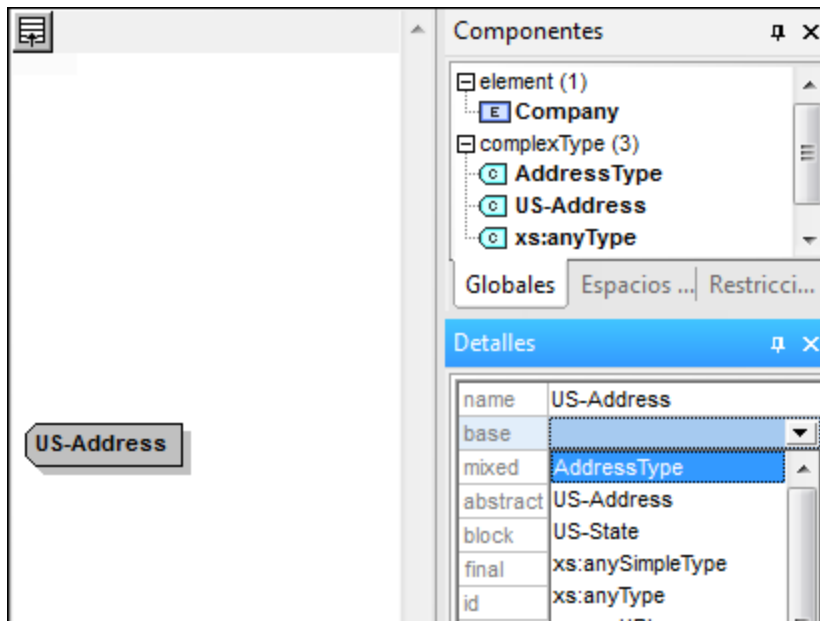 Componentes
element (1)
E Company
complexType (3)
C AddressType
C US-Address
C xs:anyType
Globales Espacios ... Restricci...
Detalles
name US-Address
base
mixed AddressType
abstract US-Address
block US-State
final xs:anySimpleType
id xs:anyType
US-Address